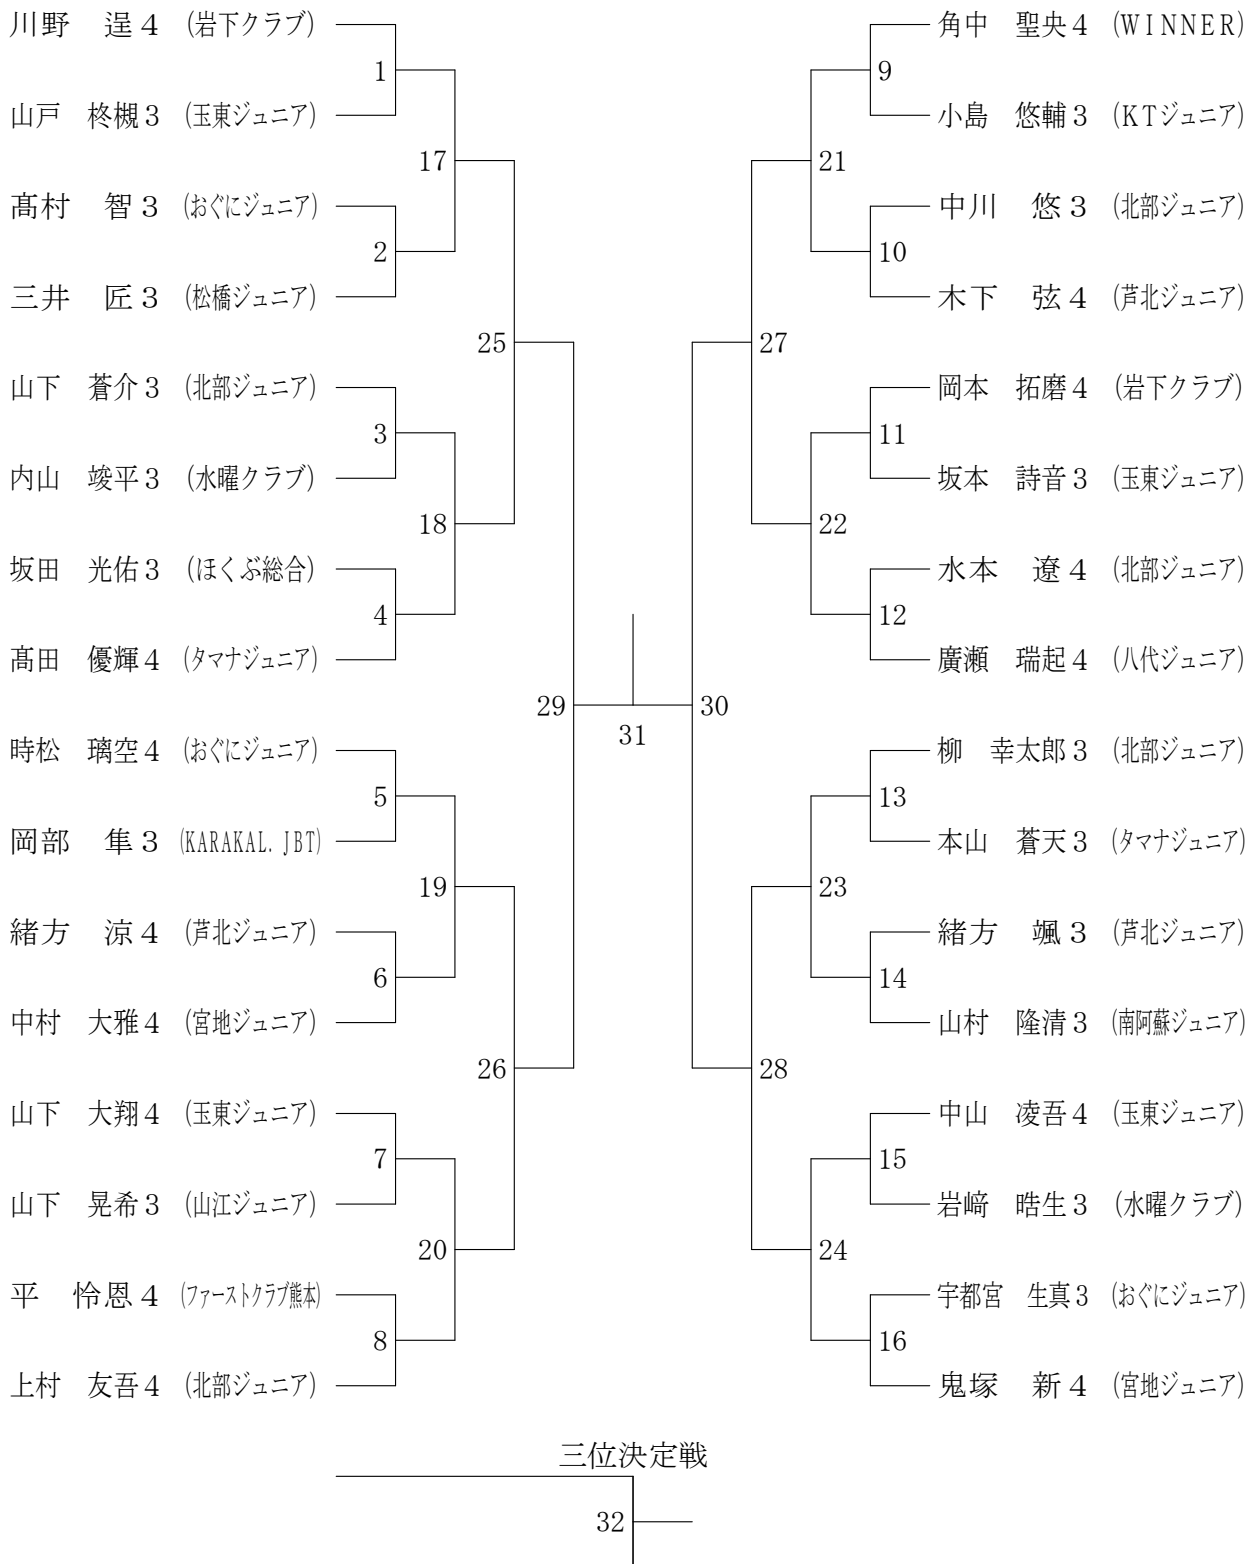 川野　逞４ （岩下クラブ）
1
山戸　柊槻３ （玉東ジュニア）
17
髙村　智３ （おぐにジュニア）
2
三井　匠３ （松橋ジュニア）
25
山下　蒼介３ （北部ジュニア）
3
内山　竣平３ （水曜クラブ）
18
坂田　光佑３ （ほくぶ総合）
4
髙田　優輝４ （タマナジュニア）
29
時松　璃空４ （おぐにジュニア）
5
岡部　隼３ （KARAKAL.JBT）
19
緒方　涼４ （芦北ジュニア）
6
中村　大雅４ （宮地ジュニア）
26
山下　大翔４ （玉東ジュニア）
7
山下　晃希３ （山江ジュニア）
20
平　怜恩４ （ファーストクラブ熊本）
8
上村　友吾４ （北部ジュニア）
31
角中　聖央４ （ＷＩＮＮＥＲ）
9
小島　悠輔３ （ＫＴジュニア）
21
中川　悠３ （北部ジュニア）
10
木下　弦４ （芦北ジュニア）
27
岡本　拓磨４ （岩下クラブ）
11
坂本　詩音３ （玉東ジュニア）
22
水本　遼４ （北部ジュニア）
12
廣瀬　瑞起４ （八代ジュニア）
30
柳　幸太郎３ （北部ジュニア）
13
本山　蒼天３ （タマナジュニア）
23
緒方　颯３ （芦北ジュニア）
14
山村　隆清３ （南阿蘇ジュニア）
28
中山　凌吾４ （玉東ジュニア）
15
岩﨑　晧生３ （水曜クラブ）
24
宇都宮　生真３ （おぐにジュニア）
16
鬼塚　新４ （宮地ジュニア）
三位決定戦
32